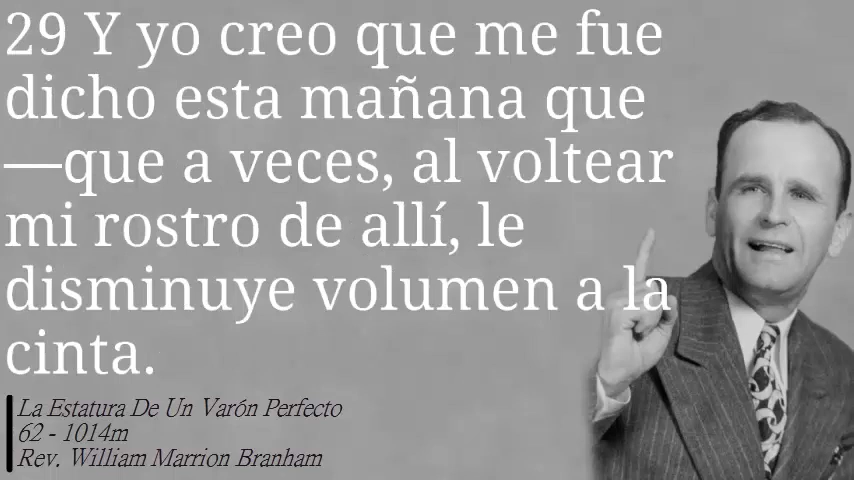 29 Y yo creo que me fue
dicho esta mañana que
—que a veces, al voltear
mi rostro de allí, le
disminuye volumen a la
cinta.
La Estatura De Un Varón Perfecto
62 - 1014m
Rev. William Marrion Branham